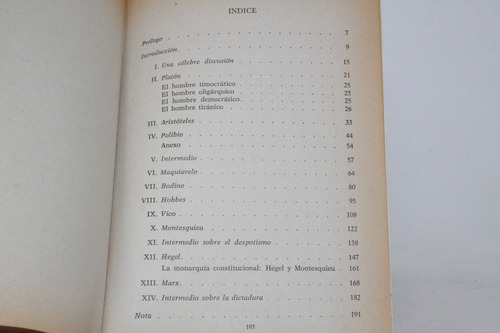 INDICE
Prólogo . . . . . . . . . . . . . . 7
Introducción. . . . . . . . . . . . . . 9
I. Una célebre discusión . . . . . . . . . 15
II. Platón . . . . . . . . . . . . . 21
El hombre timocrático . . . . . . . . . 25
El hombre oligárquico . . . . . . . . . 25
El hombre democrático . . . . . . . . . 25
El hombre tiránico . . . . . . . . . . 26
III. Aristóteles . . . . . . . . . . . . 33
IV. Polibio . . . . . . . . . . . . . 44
Anexo . . . . . . . . . . . . . 54
V. Intermedio . . . . . . . . . . . . 57
VI. Maquiavelo . . . . . . . . . . . . 64
VII. Bodino . . . . . . . . . . . . . 80
VIII. Hobbes . . . . . . . . . . . . . 95
IX. Vico . . . . . . . . . . . . . . 108
X. Montesquieu . . . . . . . . . . . . 122
XI. Intermedio sobre el despotismo . . . . . . 138
XII. Hegel . . . . . . . . . . . . . . 147
La monarquía constitucional: Hegel y Montesquieu . 161
XIII. Marx. . . . . . . . . . . . . . 168
XIV. Intermedio sobre la dictadura . . . . . . . 182
Nota . . . . . . . . . . . . . . . 191
193